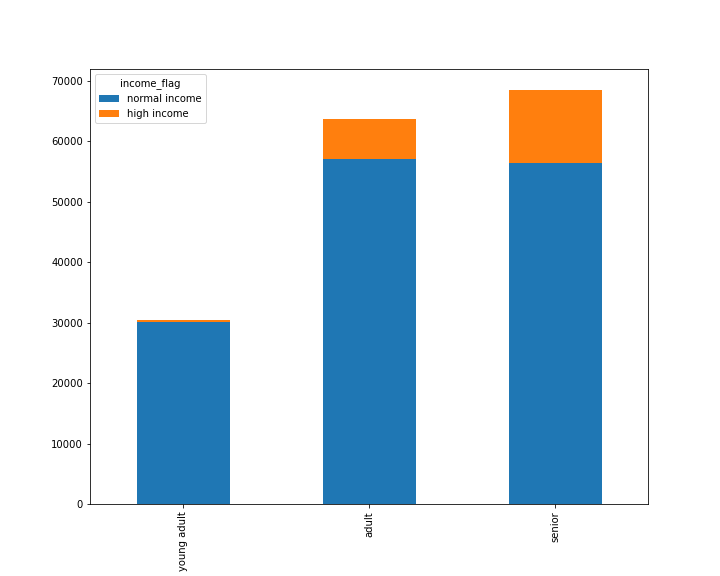 70000
60000
50000
40000
30000
20000
10000
0
income_flag
normal income
high income
young adult
adult
senior